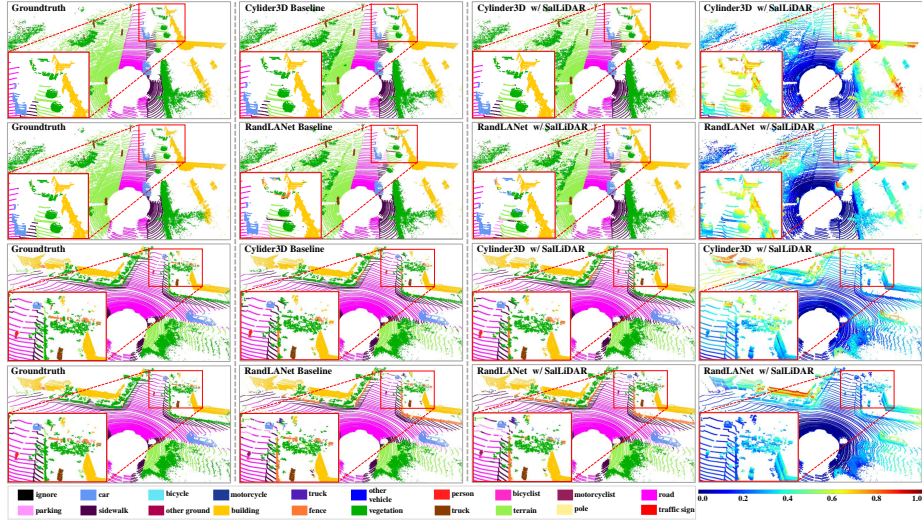 Groundtruth Cylider3D Baseline Cylinder3D w/ SalLiDAR Cylinder3D w/ SalLiDAR
Groundtruth RandLANet Baseline RandLANet w/ SalLiDAR RandLANet w/ SalLiDAR
Groundtruth Cylider3D Baseline Cylinder3D w/ SalLiDAR Cylinder3D w/ SalLiDAR
Groundtruth RandLANet Baseline RandLANet w/ SalLiDAR RandLANet w/ SalLiDAR
ignore car bicycle motorcycle truck other vehicle person bicyclist motorcyclist road
parking sidewalk other ground building fence vegetation truck terrain pole traffic sign
0.0 0.2 0.4 0.6 0.8 1.0